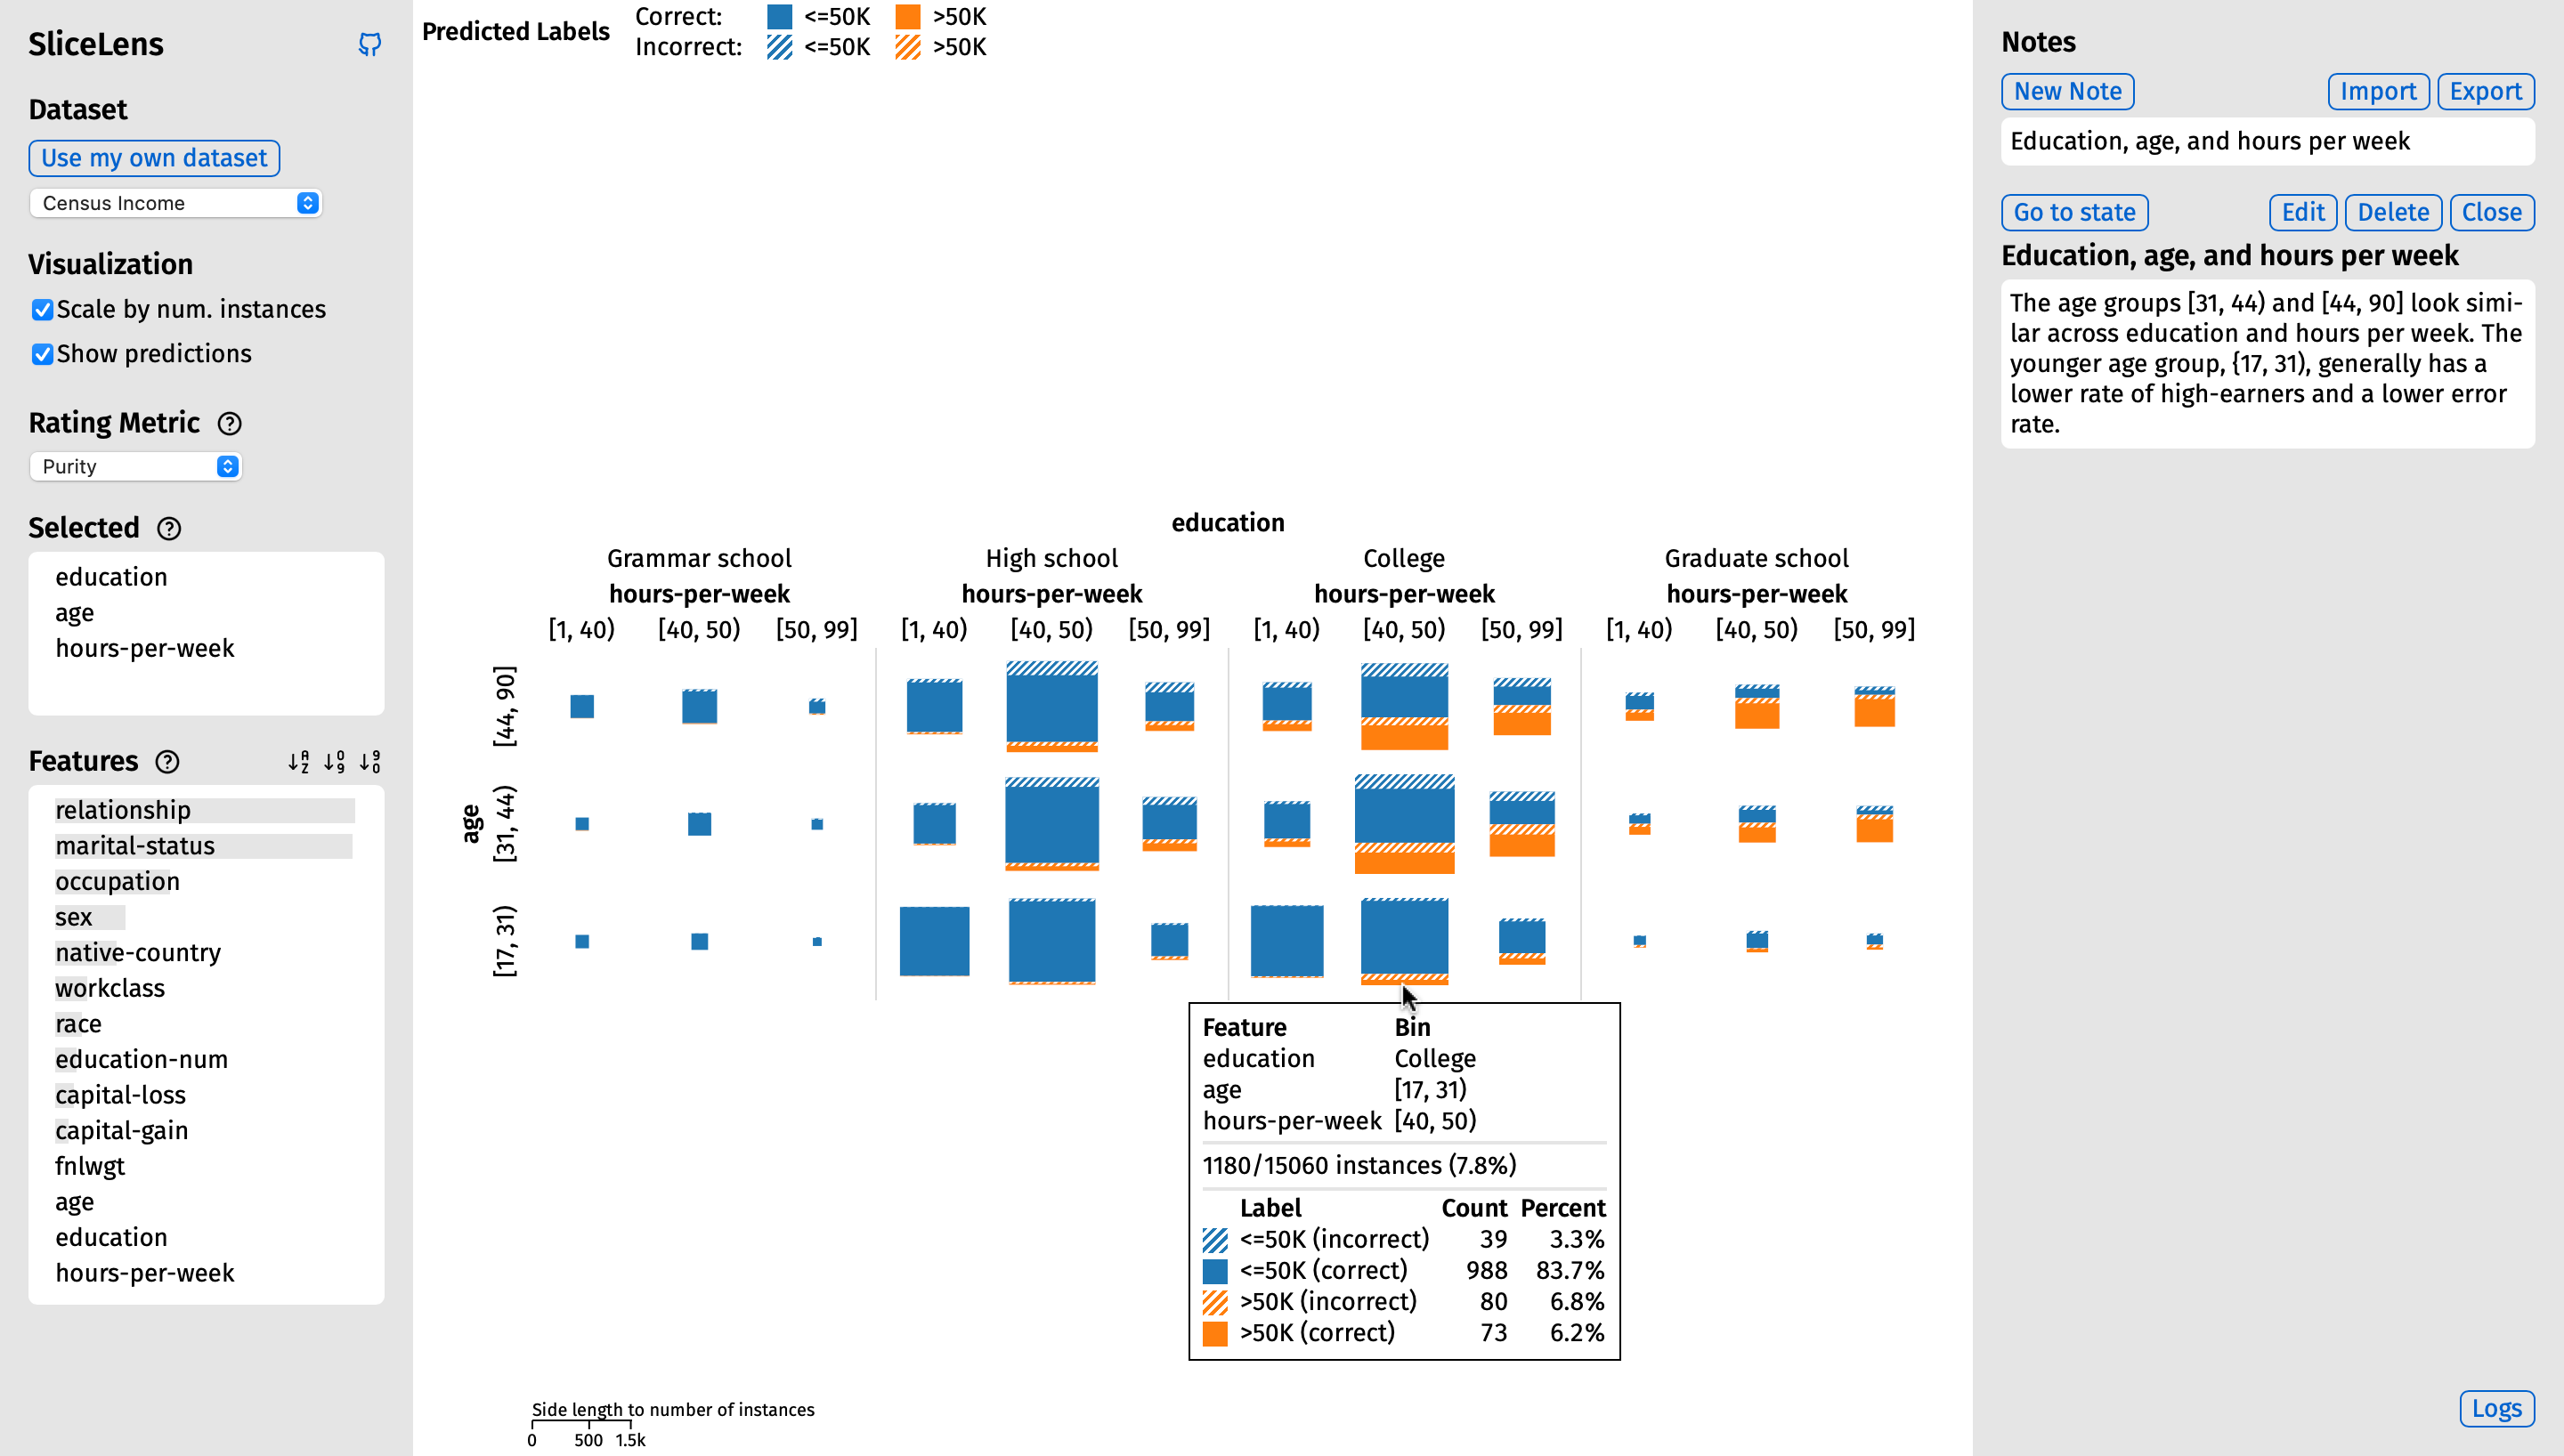 SliceLens
Dataset
Use my own dataset
Census Income
Visualization
Scale by num. instances
Show predictions
Rating Metric ?
Purity
Selected ?
education
age
hours-per-week
Features ?
A Z 0 9 9 0
relationship
marital-status
occupation
sex
native-country
workclass
race
education-num
capital-loss
capital-gain
fnlwgt
age
education
hours-per-week
Predicted Labels
Correct: <=50K >50K
Incorrect: <=50K >50K
education
Grammar school High school College Graduate school
hours-per-week hours-per-week hours-per-week hours-per-week
[1, 40) [40, 50) [50, 99] [1, 40) [40, 50) [50, 99] [1, 40) [40, 50) [50, 99] [1, 40) [40, 50) [50, 99]
age
[44, 90]
[31, 44)
[17, 31)
Feature Bin
education College
age [17, 31)
hours-per-week [40, 50)
1180/15060 instances (7.8%)
Label Count Percent
<=50K (incorrect) 39 3.3%
<=50K (correct) 988 83.7%
>50K (incorrect) 80 6.8%
>50K (correct) 73 6.2%
Side length to number of instances
0 500 1.5k
Notes
New Note Import Export
Education, age, and hours per week
Go to state Edit Delete Close
Education, age, and hours per week
The age groups [31, 44) and [44, 90] look simi-
lar across education and hours per week. The
younger age group, {17, 31), generally has a
lower rate of high-earners and a lower error
rate.
Logs